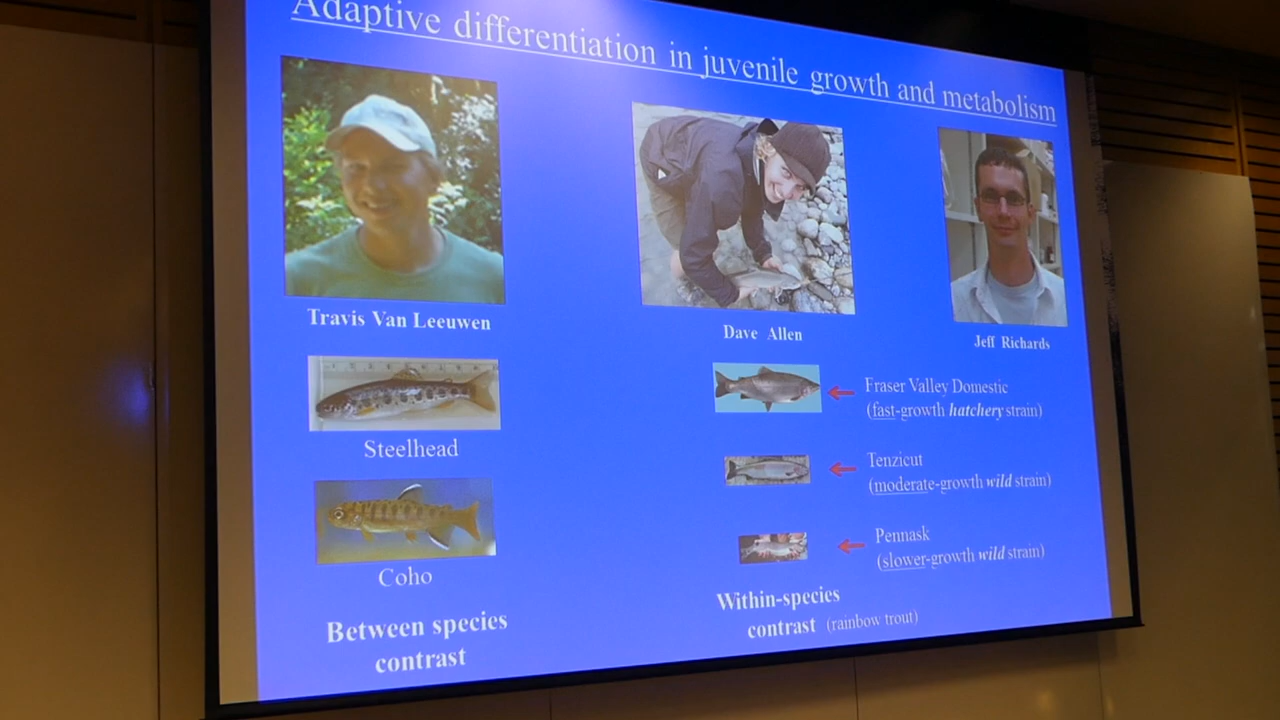 Adaptive differentiation in juvenile growth and metabolism
Travis Van Leeuwen
Dave Allen
Jeff Richards
Steelhead
Coho
Between species
contrast
Fraser Valley Domestic
(fast-growth hatchery strain)
Tenzicut
(moderate-growth wild strain)
Pennask
(slower-growth wild strain)
Within-species
contrast (rainbow trout)